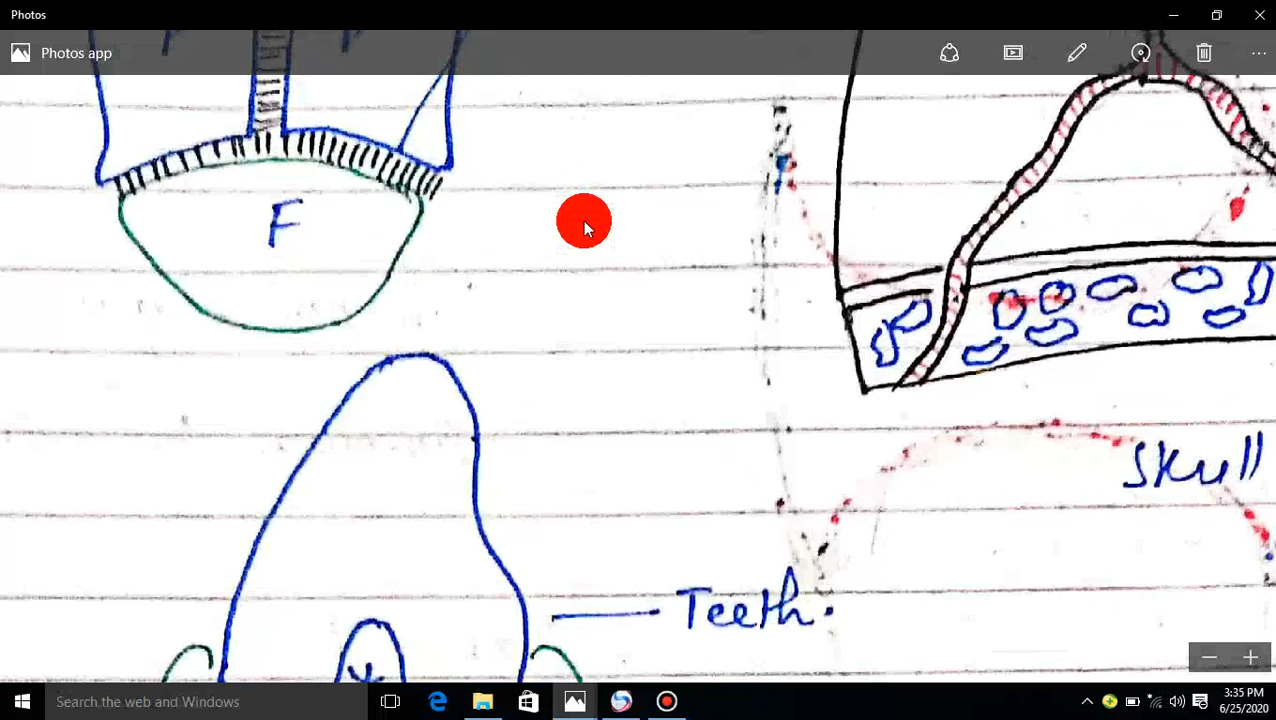 Photos
Photos app
F
Skull
Teeth.
Search the web and Windows
3:35 PM
6/25/2020